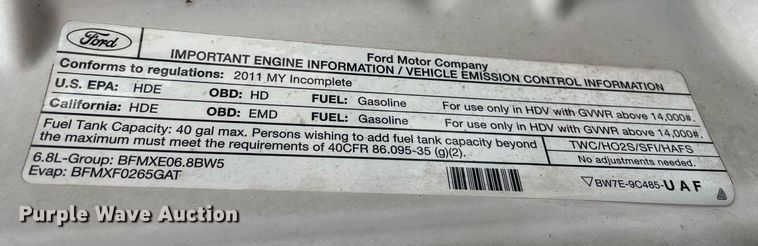 Ford
Ford Motor Company
IMPORTANT ENGINE INFORMATION / VEHICLE EMISSION CONTROL INFORMATION
Conforms to regulations: 2011 MY Incomplete
U.S. EPA: HDE OBD: HD FUEL: Gasoline For use only in HDV with GVWR above 14,000#.
California: HDE OBD: EMD FUEL: Gasoline For use only in HDV with GVWR above 14,000#.
Fuel Tank Capacity: 40 gal max. Persons wishing to add fuel tank capacity beyond
the maximum must meet the requirements of 40CFR 86.095-35 (g)(2).
TWC/HO2S/SFI/HAFS
No adjustments needed.
6.8L-Group: BFMXE06.8BW5
Evap: BFMXF0265GAT
BW7E-9C485-UAF
Purple Wave Auction